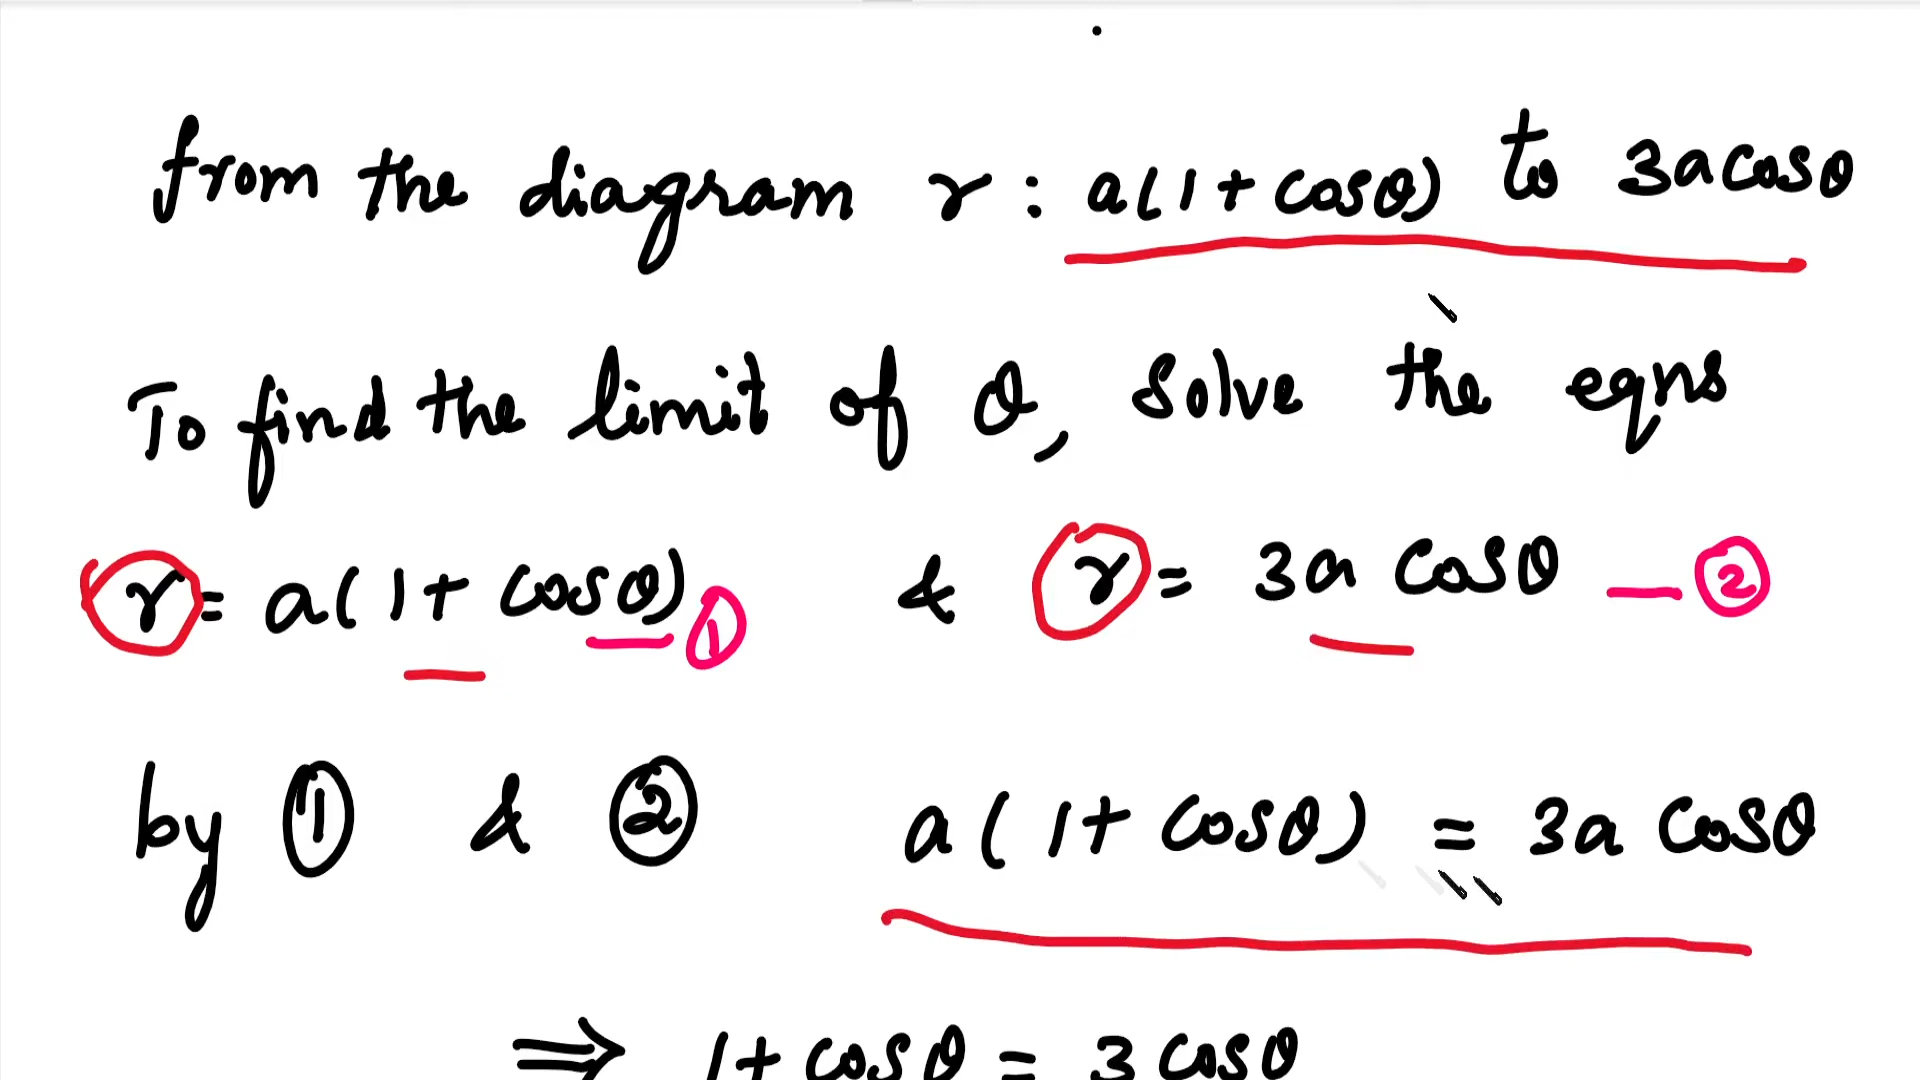 from the diagram r : a(1+cosθ) to 3acosθ
To find the limit of θ, solve the eqns
r = a(1+cosθ) ① & r = 3a cosθ — ②
by ① & ② a(1+cosθ) = 3a cosθ
⇒ 1+cosθ = 3cosθ